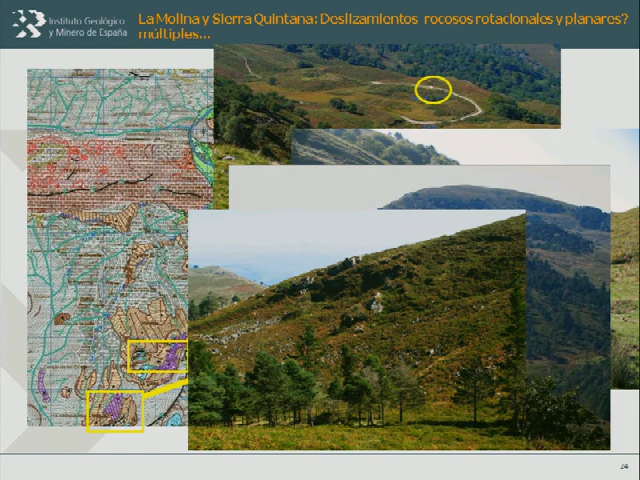 Instituto Geológico
y Minero de España
La Molina y Sierra Quintana: Deslizamientos rocosos rotacionales y planares?
múltiples...
24